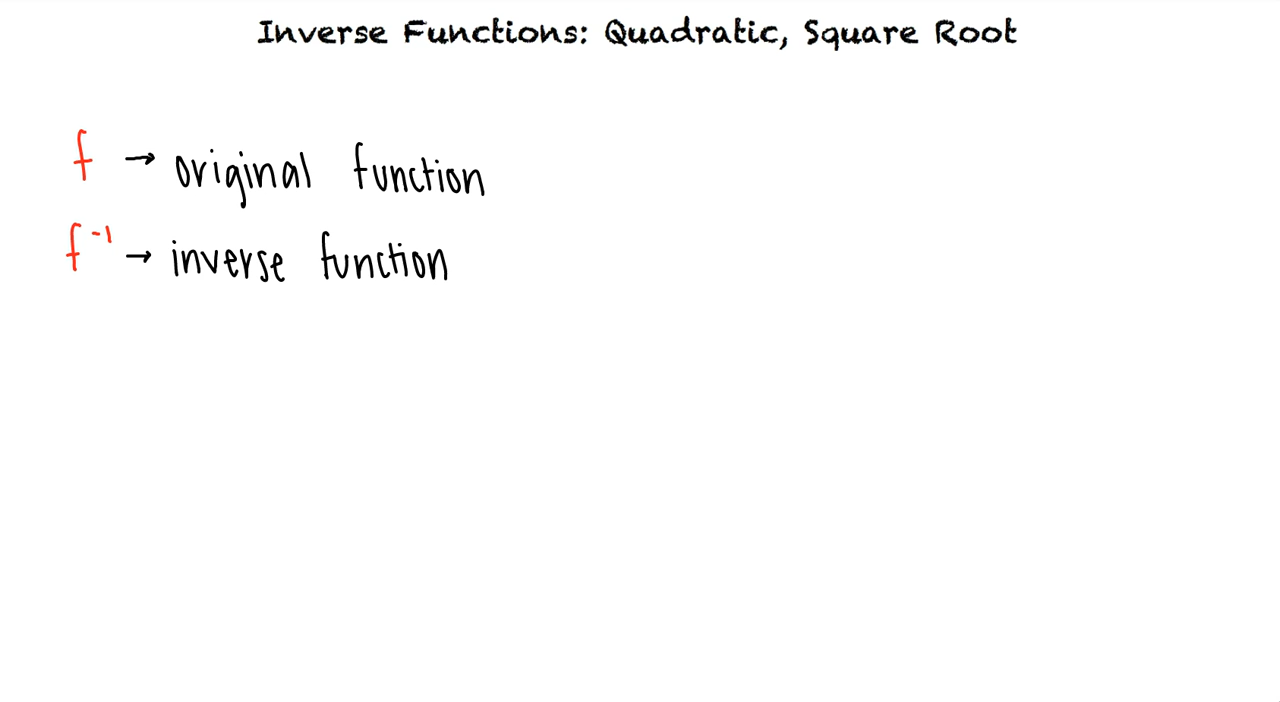 Inverse Functions: Quadratic, Square Root
f → original function
f⁻¹ → inverse function